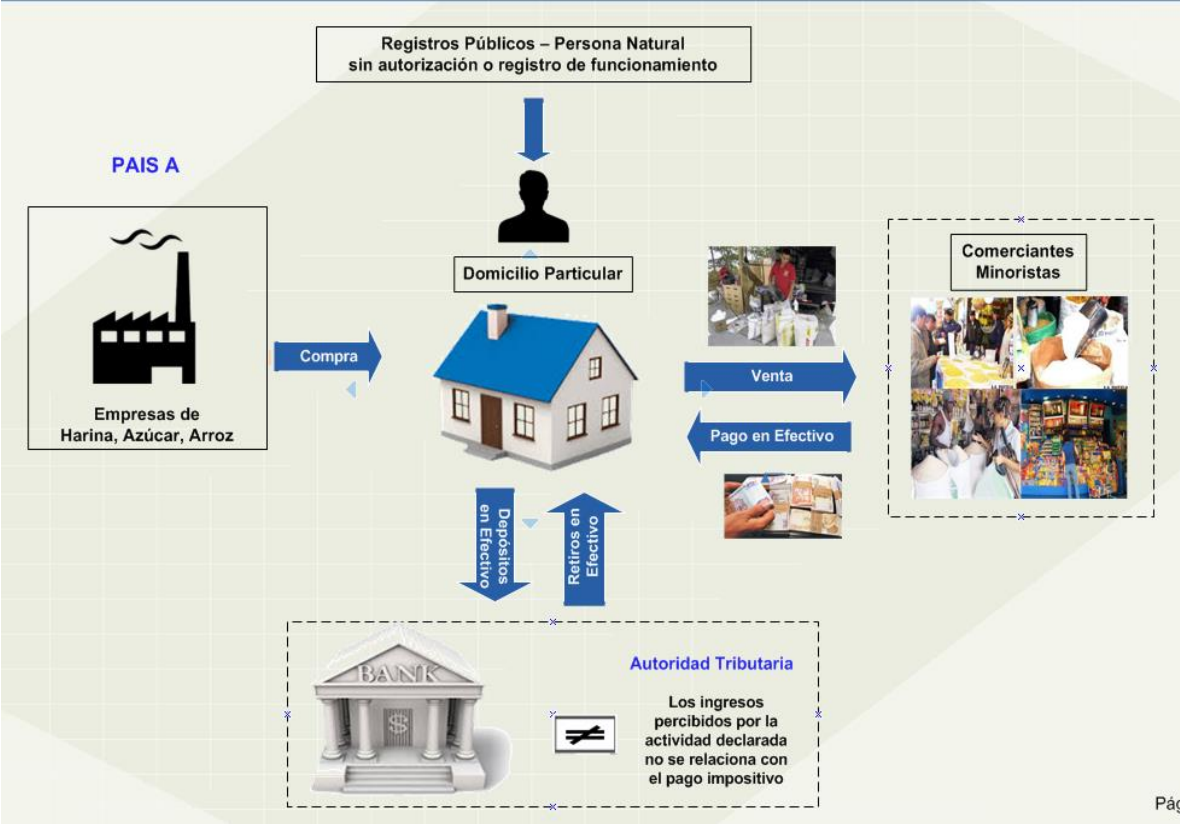 Registros Públicos – Persona Natural
sin autorización o registro de funcionamiento
PAIS A
Empresas de
Harina, Azúcar, Arroz
Compra
Domicilio Particular
Venta
Pago en Efectivo
Comerciantes
Minoristas
Depósitos
en Efectivo
Retiros en
Efectivo
BANK
$
Autoridad Tributaria
Los ingresos
percibidos por la
actividad declarada
no se relaciona con
el pago impositivo
≠